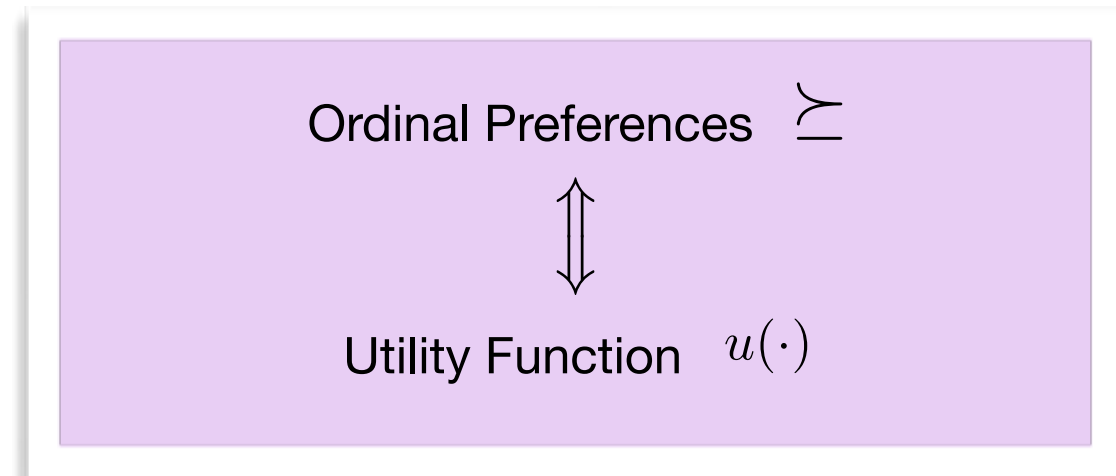 Ordinal Preferences ⪰
⇕
Utility Function u(·)